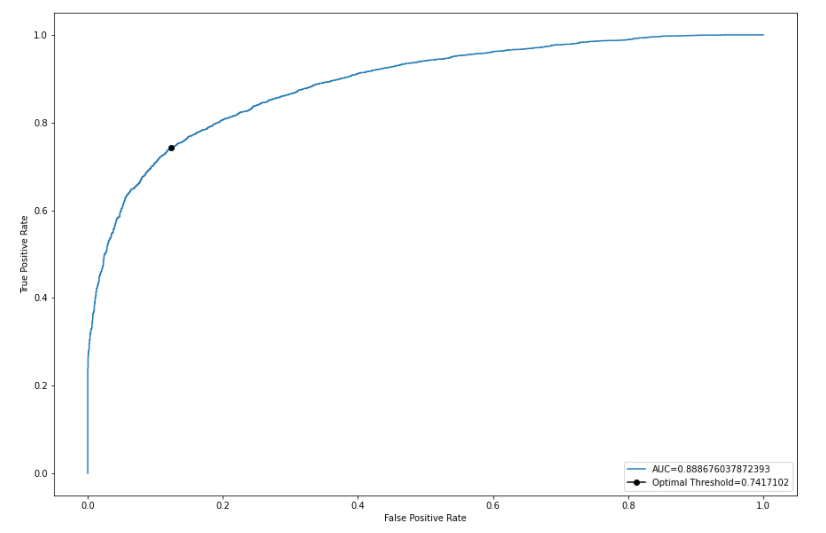 1.0
0.8
0.6
0.4
0.2
0.0
True Positive Rate
0.0 0.2 0.4 0.6 0.8 1.0
False Positive Rate
AUC=0.888676037872393
Optimal Threshold=0.7417102